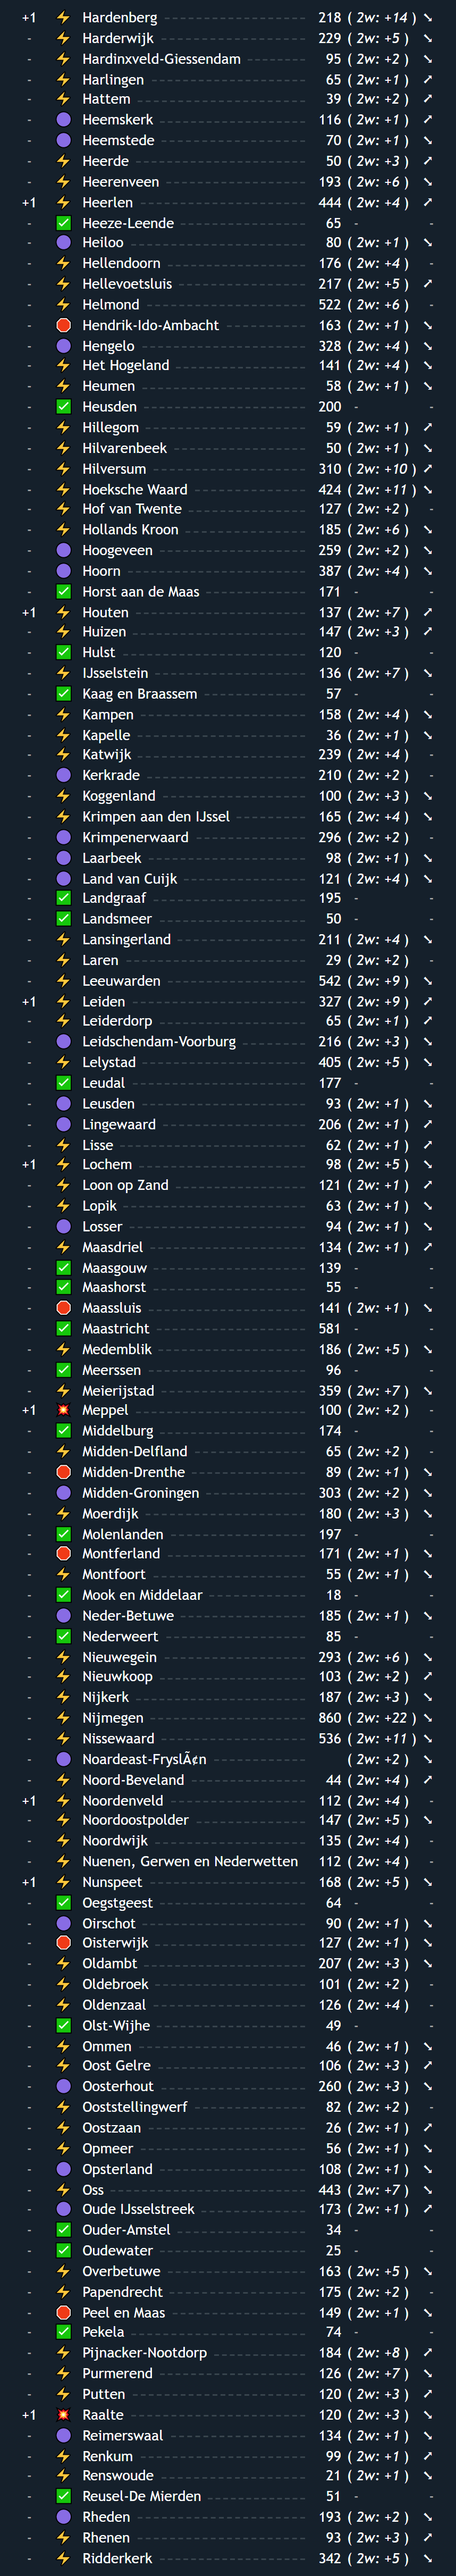 +1 ⚡ Hardenberg 218 ( 2w: +14 ) ↘
- ⚡ Harderwijk 229 ( 2w: +5 ) ↘
- ⚡ Hardinxveld-Giessendam 95 ( 2w: +2 ) ↘
- ⚡ Harlingen 65 ( 2w: +1 ) ↗
- ⚡ Hattem 39 ( 2w: +2 ) ↗
- 🟣 Heemskerk 116 ( 2w: +1 ) ↗
- 🟣 Heemstede 70 ( 2w: +1 ) ↘
- ⚡ Heerde 50 ( 2w: +3 ) ↗
- ⚡ Heerenveen 193 ( 2w: +6 ) ↘
+1 ⚡ Heerlen 444 ( 2w: +4 ) ↗
- ✅ Heeze-Leende 65 - -
- 🟣 Heiloo 80 ( 2w: +1 ) ↘
- ⚡ Hellendoorn 176 ( 2w: +4 ) -
- ⚡ Hellevoetsluis 217 ( 2w: +5 ) ↗
- ⚡ Helmond 522 ( 2w: +6 ) -
- 🛑 Hendrik-Ido-Ambacht 163 ( 2w: +1 ) ↘
- 🟣 Hengelo 328 ( 2w: +4 ) ↘
- ⚡ Het Hogeland 141 ( 2w: +4 ) ↘
- ⚡ Heumen 58 ( 2w: +1 ) ↘
- ✅ Heusden 200 - -
- ⚡ Hillegom 59 ( 2w: +1 ) ↗
- ⚡ Hilvarenbeek 50 ( 2w: +1 ) ↘
- ⚡ Hilversum 310 ( 2w: +10 ) ↗
- ⚡ Hoeksche Waard 424 ( 2w: +11 ) ↘
- ⚡ Hof van Twente 127 ( 2w: +2 ) -
- ⚡ Hollands Kroon 185 ( 2w: +6 ) ↘
- 🟣 Hoogeveen 259 ( 2w: +2 ) ↘
- 🟣 Hoorn 387 ( 2w: +4 ) ↘
- ✅ Horst aan de Maas 171 - -
+1 ⚡ Houten 137 ( 2w: +7 ) ↗
- ⚡ Huizen 147 ( 2w: +3 ) ↗
- ✅ Hulst 120 - -
- ⚡ IJsselstein 136 ( 2w: +7 ) ↘
- ✅ Kaag en Braassem 57 - -
- ⚡ Kampen 158 ( 2w: +4 ) ↘
- ⚡ Kapelle 36 ( 2w: +1 ) ↘
- ⚡ Katwijk 239 ( 2w: +4 ) -
- 🟣 Kerkrade 210 ( 2w: +2 ) -
- ⚡ Koggenland 100 ( 2w: +3 ) ↘
- ⚡ Krimpen aan den IJssel 165 ( 2w: +4 ) ↘
- 🟣 Krimpenerwaard 296 ( 2w: +2 ) -
- 🟣 Laarbeek 98 ( 2w: +1 ) ↘
- 🟣 Land van Cuijk 121 ( 2w: +4 ) ↘
- ✅ Landgraaf 195 - -
- ✅ Landsmeer 50 - -
- ⚡ Lansingerland 211 ( 2w: +4 ) ↘
- ⚡ Laren 29 ( 2w: +2 ) -
- ⚡ Leeuwarden 542 ( 2w: +9 ) ↘
+1 ⚡ Leiden 327 ( 2w: +9 ) ↗
- ⚡ Leiderdorp 65 ( 2w: +1 ) ↗
- 🟣 Leidschendam-Voorburg 216 ( 2w: +3 ) ↘
- ⚡ Lelystad 405 ( 2w: +5 ) ↘
- ✅ Leudal 177 - -
- 🟣 Leusden 93 ( 2w: +1 ) ↘
- 🟣 Lingewaard 206 ( 2w: +1 ) ↗
- ⚡ Lisse 62 ( 2w: +1 ) ↗
+1 ⚡ Lochem 98 ( 2w: +5 ) ↘
- ⚡ Loon op Zand 121 ( 2w: +1 ) ↗
- ⚡ Lopik 63 ( 2w: +1 ) ↘
- 🟣 Losser 94 ( 2w: +1 ) ↘
- ⚡ Maasdriel 134 ( 2w: +1 ) ↗
- ✅ Maasgouw 139 - -
- ✅ Maashorst 55 - -
- 🛑 Maassluis 141 ( 2w: +1 ) ↘
- ✅ Maastricht 581 - -
- ⚡ Medemblik 186 ( 2w: +5 ) ↘
- ✅ Meerssen 96 - -
- ⚡ Meierijstad 359 ( 2w: +7 ) ↘
+1 💥 Meppel 100 ( 2w: +2 ) -
- ✅ Middelburg 174 - -
- ⚡ Midden-Delfland 65 ( 2w: +2 ) -
- 🛑 Midden-Drenthe 89 ( 2w: +1 ) ↘
- 🟣 Midden-Groningen 303 ( 2w: +2 ) ↘
- ⚡ Moerdijk 180 ( 2w: +3 ) ↘
- ✅ Molenlanden 197 - -
- 🛑 Montferland 171 ( 2w: +1 ) ↘
- ⚡ Montfoort 55 ( 2w: +1 ) ↘
- ✅ Mook en Middelaar 18 - -
- 🟣 Neder-Betuwe 185 ( 2w: +1 ) ↘
- ✅ Nederweert 85 - -
- ⚡ Nieuwegein 293 ( 2w: +6 ) ↘
- ⚡ Nieuwkoop 103 ( 2w: +2 ) ↗
- ⚡ Nijkerk 187 ( 2w: +3 ) ↘
- ⚡ Nijmegen 860 ( 2w: +22 ) ↘
- ⚡ Nissewaard 536 ( 2w: +11 ) ↘
- 🟣 Noardeast-FryslÃ¢n ( 2w: +2 ) ↘
- ⚡ Noord-Beveland 44 ( 2w: +4 ) ↗
+1 ⚡ Noordenveld 112 ( 2w: +4 ) -
- ⚡ Noordoostpolder 147 ( 2w: +5 ) ↘
- ⚡ Noordwijk 135 ( 2w: +4 ) -
- ⚡ Nuenen, Gerwen en Nederwetten 112 ( 2w: +4 ) -
+1 ⚡ Nunspeet 168 ( 2w: +5 ) ↘
- ✅ Oegstgeest 64 - -
- 🟣 Oirschot 90 ( 2w: +1 ) ↘
- 🛑 Oisterwijk 127 ( 2w: +1 ) ↘
- ⚡ Oldambt 207 ( 2w: +3 ) ↘
- ⚡ Oldebroek 101 ( 2w: +2 ) -
- ⚡ Oldenzaal 126 ( 2w: +4 ) -
- ✅ Olst-Wijhe 49 - -
- ⚡ Ommen 46 ( 2w: +1 ) ↘
- ⚡ Oost Gelre 106 ( 2w: +3 ) ↗
- 🟣 Oosterhout 260 ( 2w: +3 ) ↘
- ⚡ Ooststellingwerf 82 ( 2w: +2 ) -
- ⚡ Oostzaan 26 ( 2w: +1 ) ↗
- ⚡ Opmeer 56 ( 2w: +1 ) ↘
- 🟣 Opsterland 108 ( 2w: +1 ) ↘
- ⚡ Oss 443 ( 2w: +7 ) ↘
- 🟣 Oude IJsselstreek 173 ( 2w: +1 ) ↗
- ✅ Ouder-Amstel 34 - -
- ✅ Oudewater 25 - -
- ⚡ Overbetuwe 163 ( 2w: +5 ) ↘
- ⚡ Papendrecht 175 ( 2w: +2 ) -
- 🛑 Peel en Maas 149 ( 2w: +1 ) ↘
- ✅ Pekela 74 - -
- ⚡ Pijnacker-Nootdorp 184 ( 2w: +8 ) ↗
- ⚡ Purmerend 126 ( 2w: +7 ) ↘
- ⚡ Putten 120 ( 2w: +3 ) ↗
+1 💥 Raalte 120 ( 2w: +3 ) ↘
- 🟣 Reimerswaal 134 ( 2w: +1 ) ↘
- ⚡ Renkum 99 ( 2w: +1 ) ↗
- ⚡ Renswoude 21 ( 2w: +1 ) ↘
- ✅ Reusel-De Mierden 51 - -
- 🟣 Rheden 193 ( 2w: +2 ) ↘
- ⚡ Rhenen 93 ( 2w: +3 ) ↗
- ⚡ Ridderkerk 342 ( 2w: +5 ) ↘